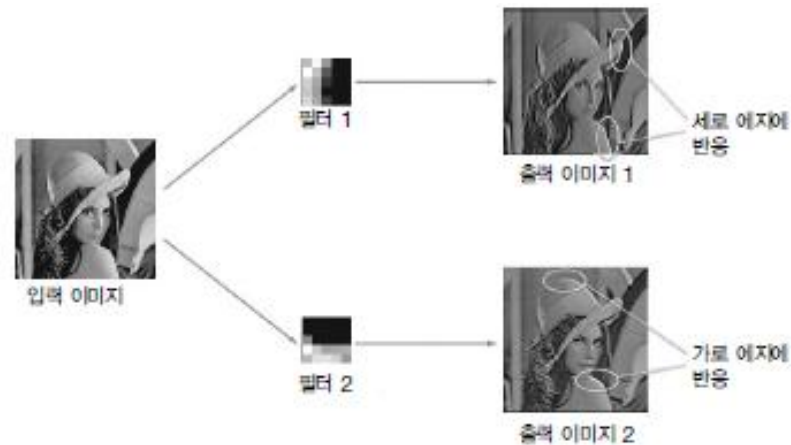 필터 1
출력 이미지 1
세로 에지에
반응
입력 이미지
필터 2
출력 이미지 2
가로 에지에
반응